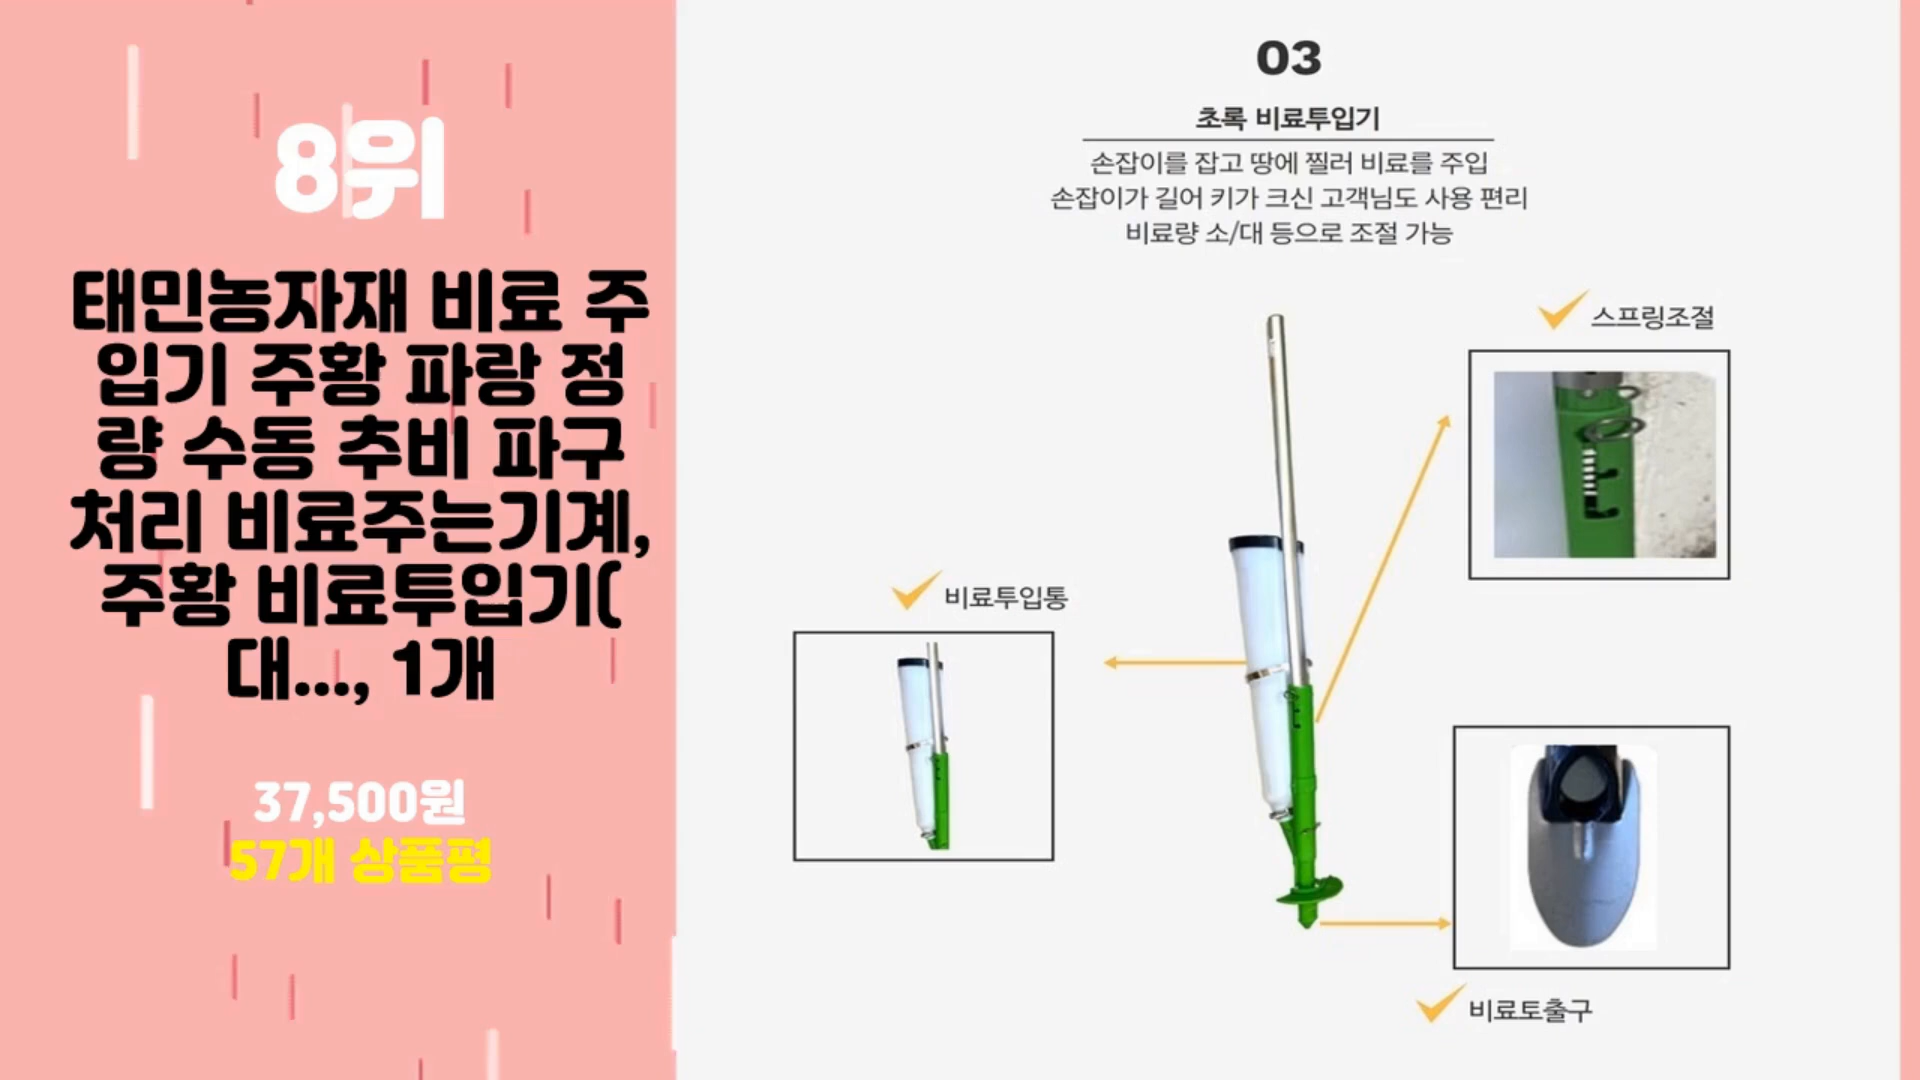 8위
태민농자재 비료 주
입기 주황 파랑 정
량 수동 추비 파구
처리 비료주는기계,
주황 비료투입기(
대..., 1개
37,500원
57개 상품평
03
초록 비료투입기
손잡이를 잡고 땅에 찔러 비료를 주입
손잡이가 길어 키가 크신 고객님도 사용 편리
비료량 소/대 등으로 조절 가능
스프링조절
비료투입통
비료토출구